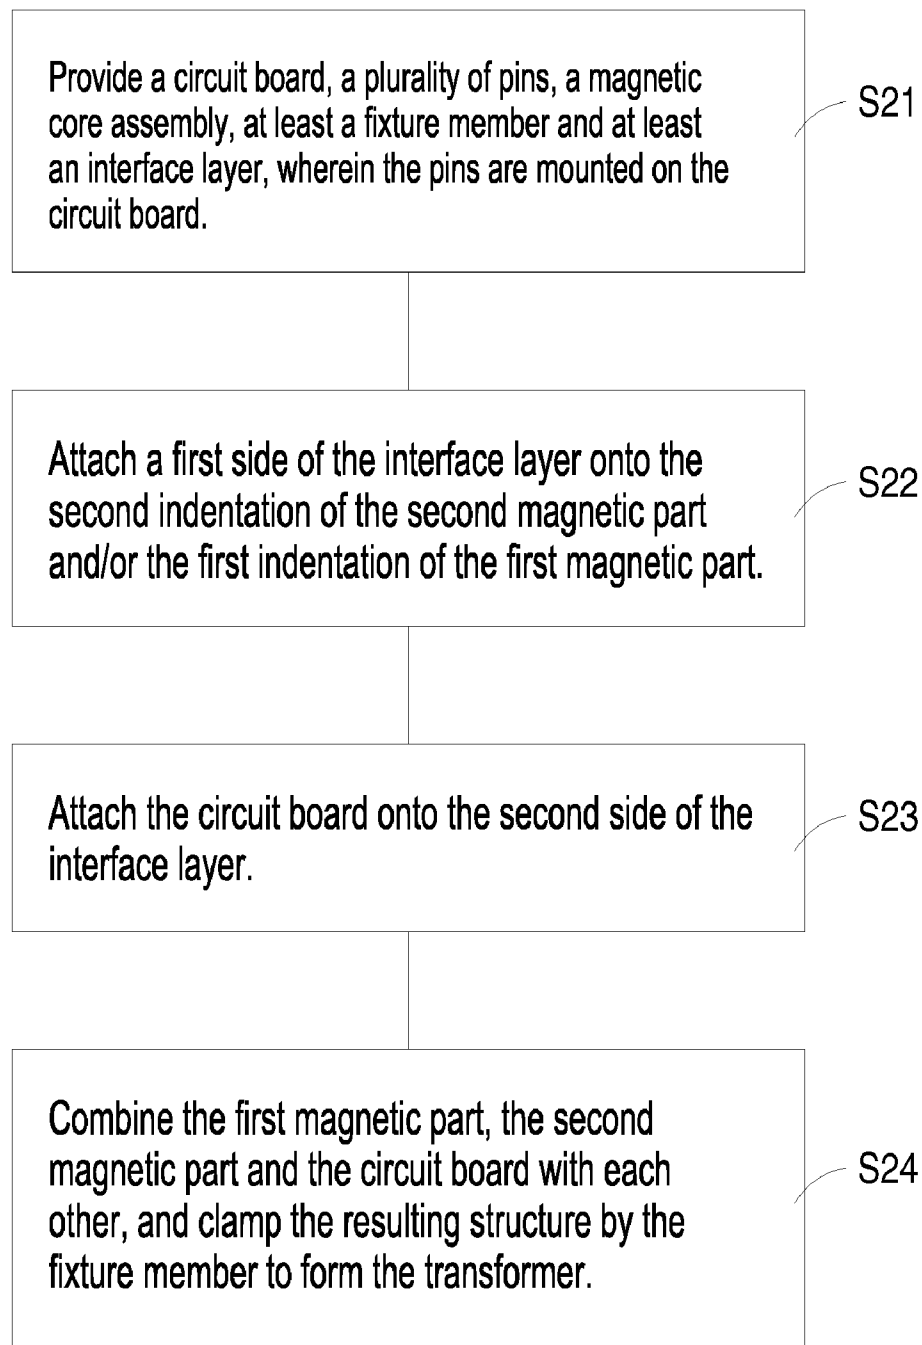 Provide a circuit board, a plurality of pins, a magnetic
core assembly, at least a fixture member and at least
an interface layer, wherein the pins are mounted on the
circuit board.
S21
Attach a first side of the interface layer onto the
second indentation of the second magnetic part
and/or the first indentation of the first magnetic part.
S22
Attach the circuit board onto the second side of the
interface layer.
S23
Combine the first magnetic part, the second
magnetic part and the circuit board with each
other, and clamp the resulting structure by the
fixture member to form the transformer.
S24